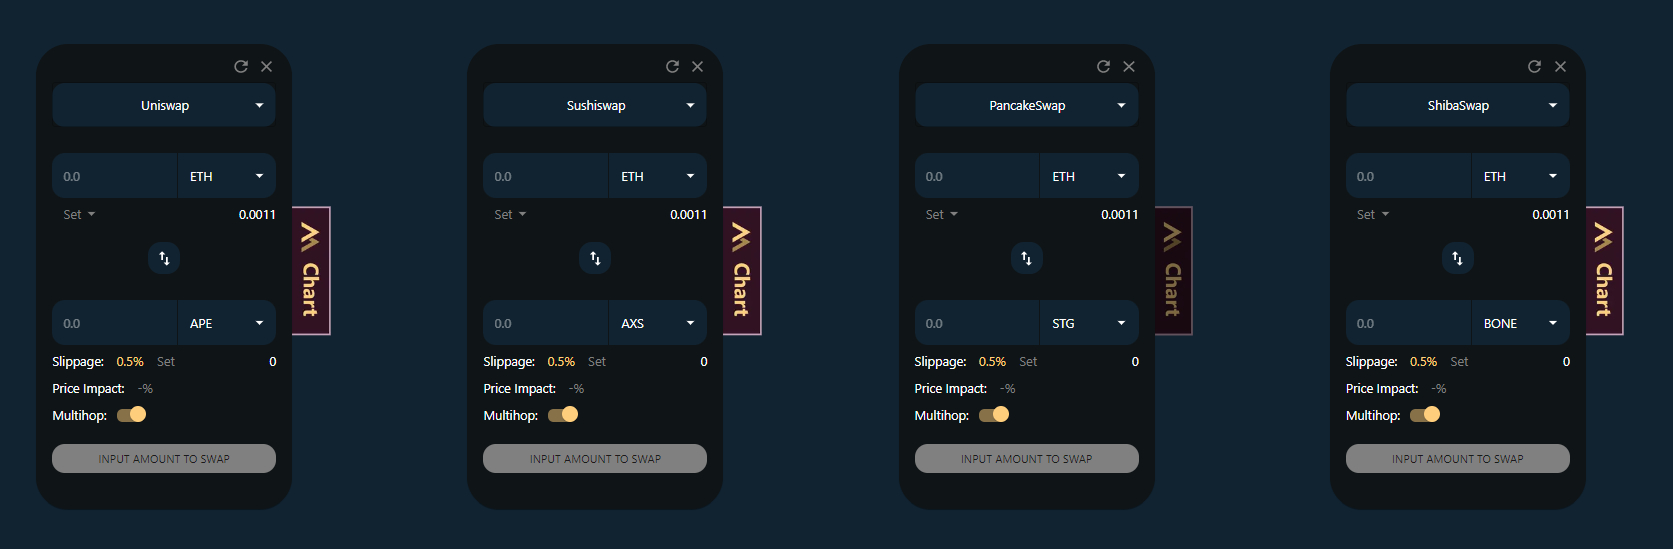 Uniswap
0.0 ETH
Set 0.0011
0.0 APE
Slippage: 0.5% Set 0
Price Impact: -%
Multihop:
INPUT AMOUNT TO SWAP
Chart
Sushiswap
0.0 ETH
Set 0.0011
0.0 AXS
Slippage: 0.5% Set 0
Price Impact: -%
Multihop:
INPUT AMOUNT TO SWAP
Chart
PancakeSwap
0.0 ETH
Set 0.0011
0.0 STG
Slippage: 0.5% Set 0
Price Impact: -%
Multihop:
INPUT AMOUNT TO SWAP
Chart
ShibaSwap
0.0 ETH
Set 0.0011
0.0 BONE
Slippage: 0.5% Set 0
Price Impact: -%
Multihop:
INPUT AMOUNT TO SWAP
Chart